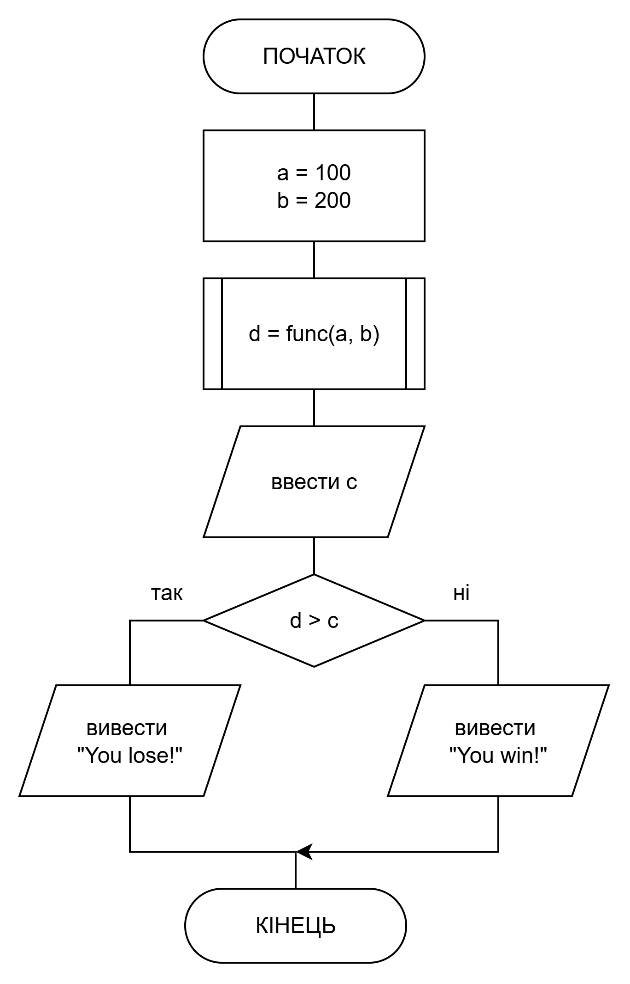 ПОЧАТОК
a = 100
b = 200
d = func(a, b)
ввести c
так
ні
d > c
вивести
"You lose!"
вивести
"You win!"
КІНЕЦЬ